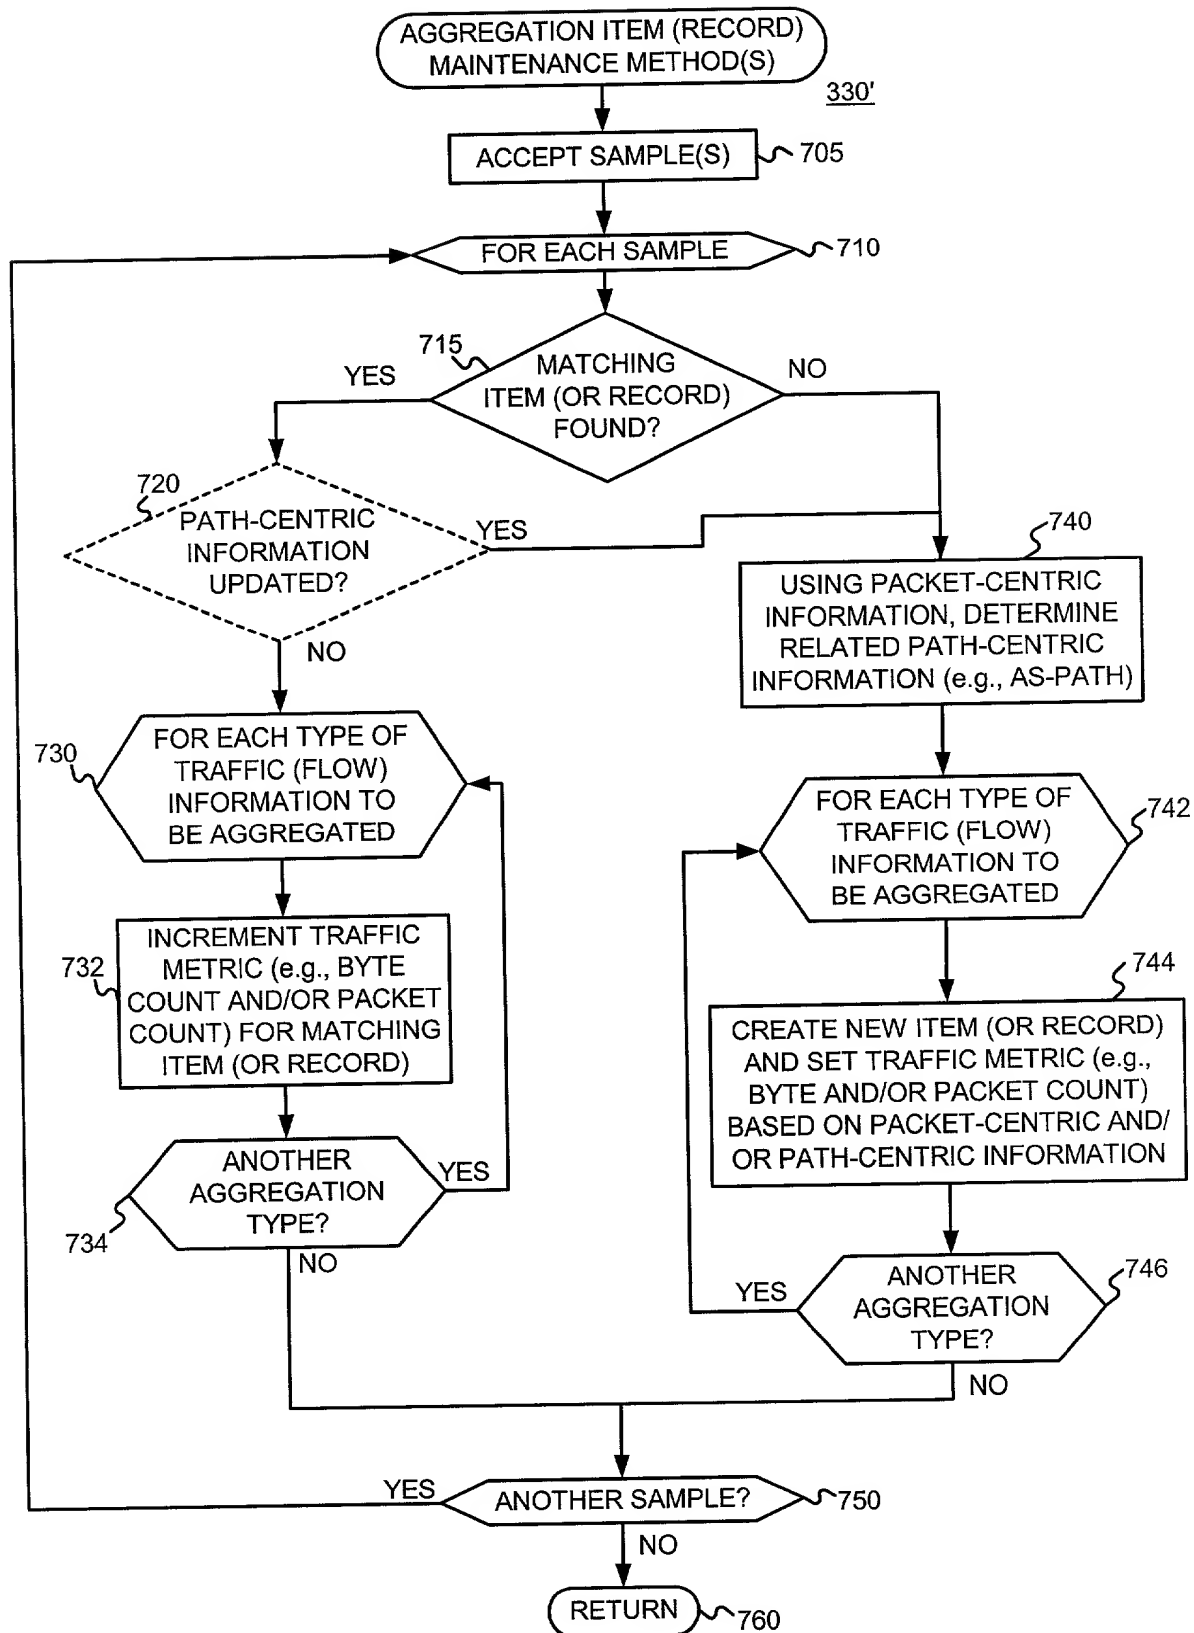 AGGREGATION ITEM (RECORD)
MAINTENANCE METHOD(S)
330'
ACCEPT SAMPLE(S)
705
FOR EACH SAMPLE
710
715
MATCHING
ITEM (OR RECORD)
FOUND?
YES
NO
720
PATH-CENTRIC
INFORMATION
UPDATED?
YES
NO
740
USING PACKET-CENTRIC
INFORMATION, DETERMINE
RELATED PATH-CENTRIC
INFORMATION (e.g., AS-PATH)
730
FOR EACH TYPE OF
TRAFFIC (FLOW)
INFORMATION TO
BE AGGREGATED
FOR EACH TYPE OF
TRAFFIC (FLOW)
INFORMATION TO
BE AGGREGATED
742
732
INCREMENT TRAFFIC
METRIC (e.g., BYTE
COUNT AND/OR PACKET
COUNT) FOR MATCHING
ITEM (OR RECORD)
744
CREATE NEW ITEM (OR RECORD)
AND SET TRAFFIC METRIC (e.g.,
BYTE AND/OR PACKET COUNT)
BASED ON PACKET-CENTRIC AND/
OR PATH-CENTRIC INFORMATION
734
ANOTHER
AGGREGATION
TYPE?
YES
NO
ANOTHER
AGGREGATION
TYPE?
746
YES
NO
YES
ANOTHER SAMPLE?
750
NO
RETURN
760